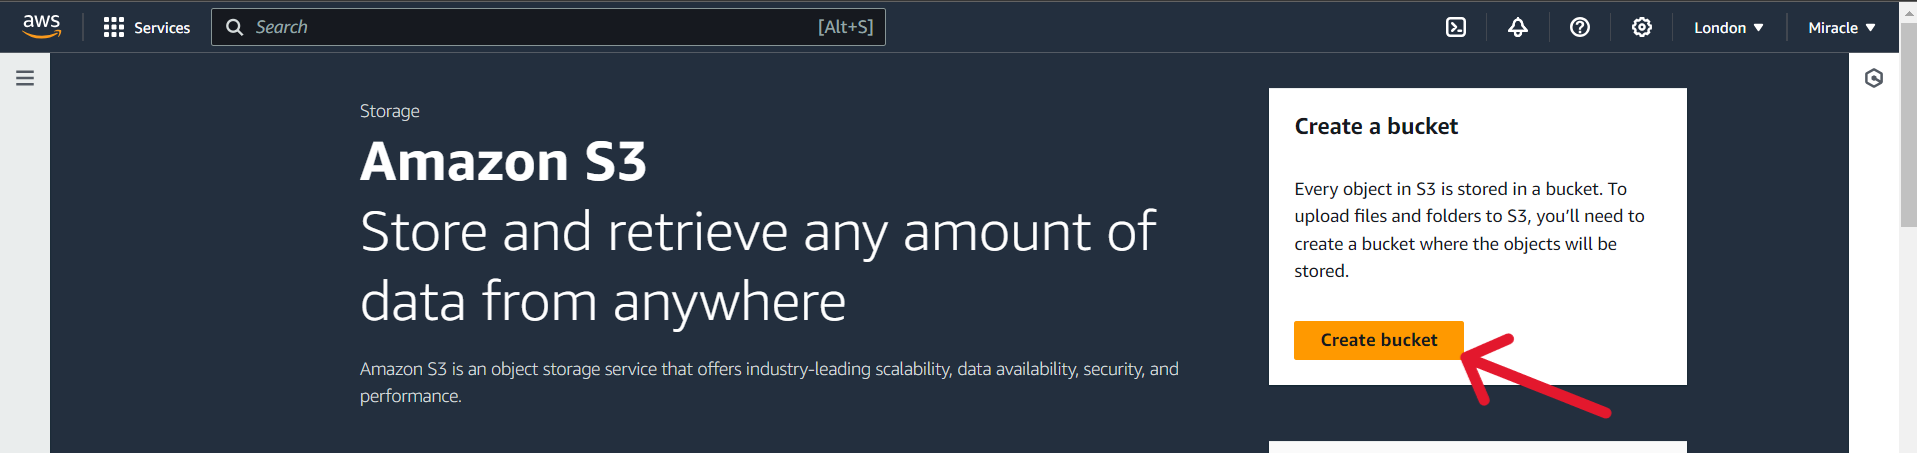 aws
Services
Search
[Alt+S]
London
Miracle
Storage
Amazon S3
Store and retrieve any amount of
data from anywhere
Amazon S3 is an object storage service that offers industry-leading scalability, data availability, security, and
performance.
Create a bucket
Every object in S3 is stored in a bucket. To
upload files and folders to S3, you’ll need to
create a bucket where the objects will be
stored.
Create bucket